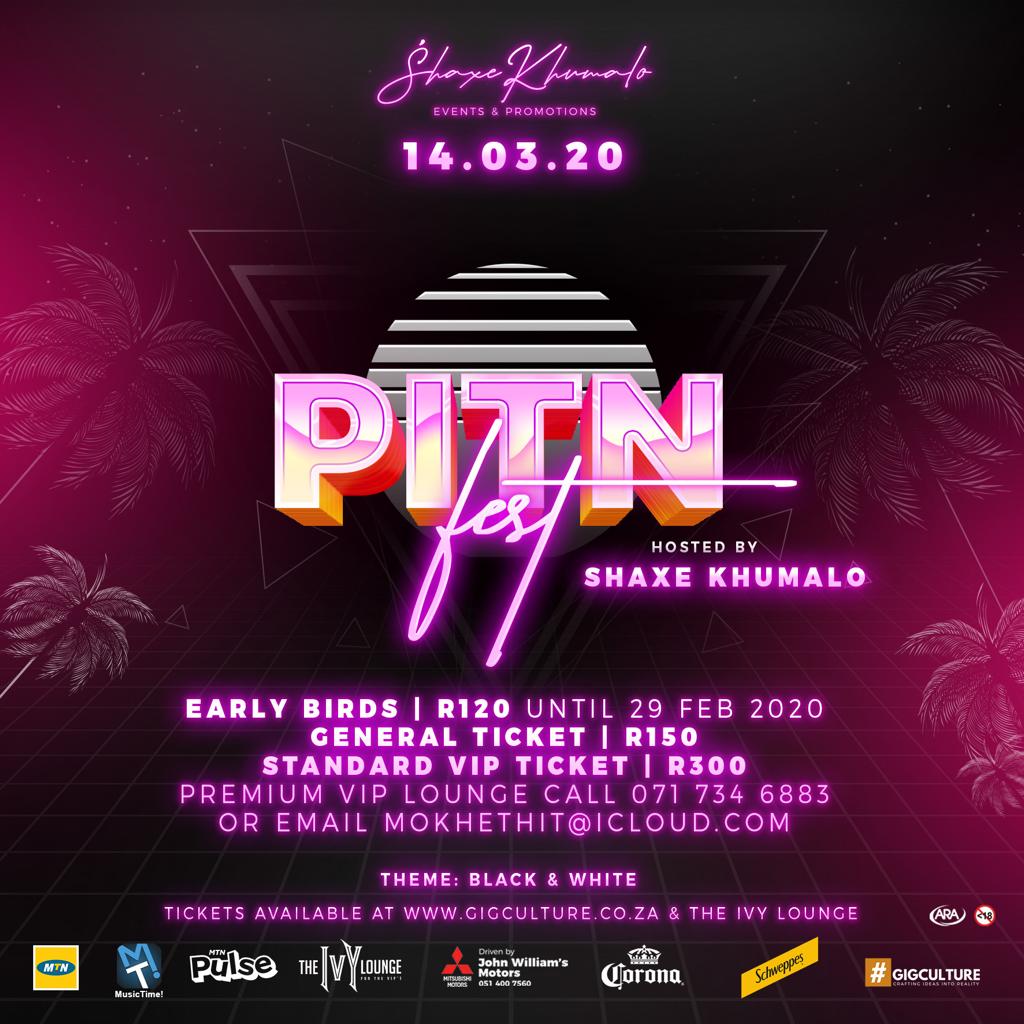 Shaxe Khumalo
EVENTS & PROMOTIONS
14.03.20
PITN
fest
HOSTED BY
SHAXE KHUMALO
EARLY BIRDS | R120 UNTIL 29 FEB 2020
GENERAL TICKET | R150
STANDARD VIP TICKET | R300
PREMIUM VIP LOUNGE CALL 071 734 6883
OR EMAIL MOKHETHIT@ICLOUD.COM
THEME: BLACK & WHITE
TICKETS AVAILABLE AT WWW.GIGCULTURE.CO.ZA & THE IVY LOUNGE
ARA
<18
MTN
MT!
MusicTime!
MTN
Pulse
THE IVY LOUNGE
FOR THE VIP'S
MITSUBISHI
MOTORS
Driven by
John William's
Motors
051 400 7560
Corona
Schweppes
# GIGCULTURE
CRAFTING IDEAS INTO REALITY